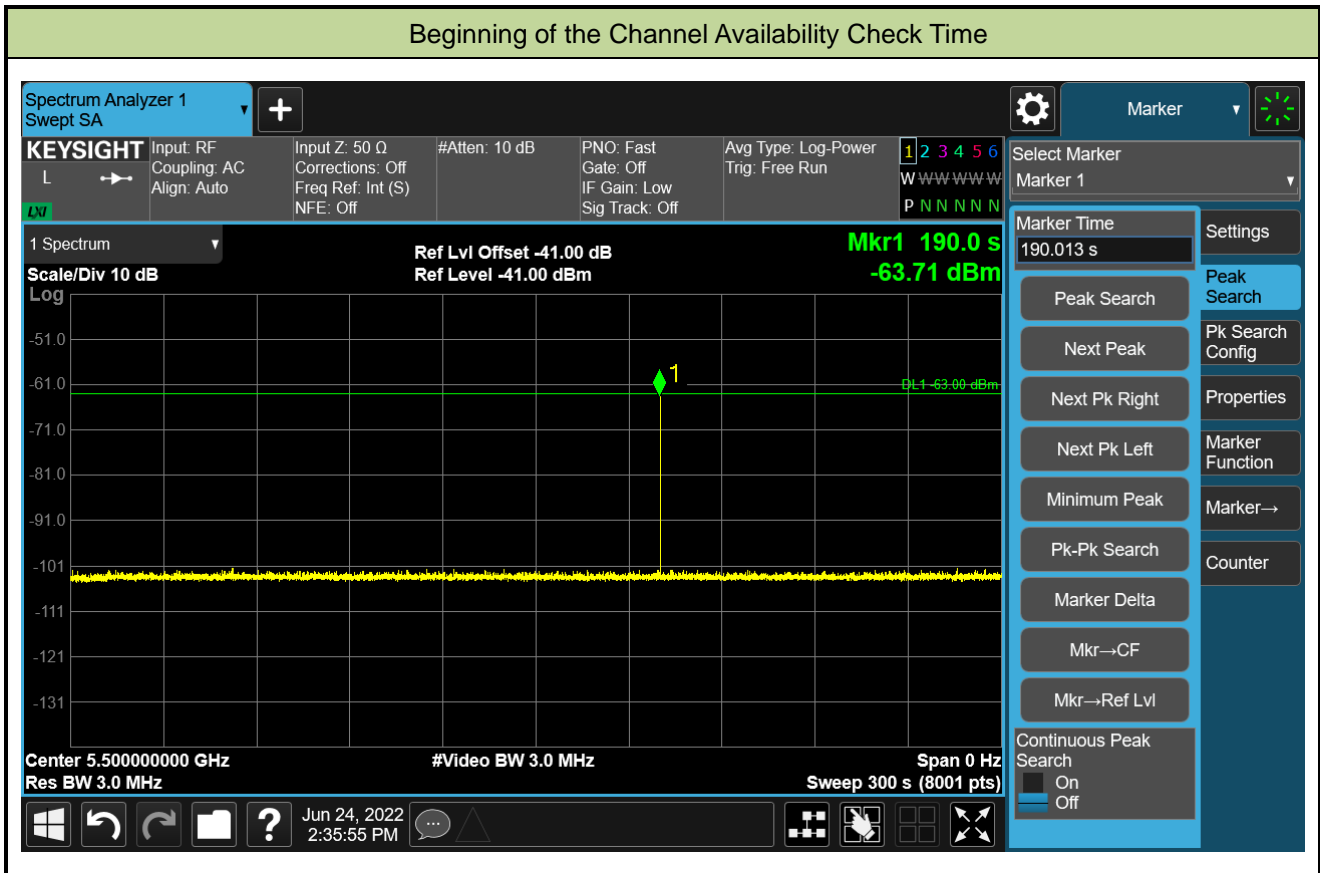 Beginning of the Channel Availability Check Time
Spectrum Analyzer 1
Swept SA
Marker
KEYSIGHT
L
LXI
Input: RF
Coupling: AC
Align: Auto
Input Z: 50 Ω
Corrections: Off
Freq Ref: Int (S)
NFE: Off
#Atten: 10 dB
PNO: Fast
Gate: Off
IF Gain: Low
Sig Track: Off
Avg Type: Log-Power
Trig: Free Run
1 2 3 4 5 6
W W W W W W
P N N N N N
Select Marker
Marker 1
1 Spectrum
Scale/Div 10 dB
Ref Lvl Offset -41.00 dB
Ref Level -41.00 dBm
Mkr1 190.0 s
-63.71 dBm
Log
-51.0
-61.0
-71.0
-81.0
-91.0
-101
-111
-121
-131
1
DL1 -63.00 dBm
Center 5.500000000 GHz
Res BW 3.0 MHz
#Video BW 3.0 MHz
Span 0 Hz
Sweep 300 s (8001 pts)
Marker Time
190.013 s
Peak Search
Next Peak
Next Pk Right
Next Pk Left
Minimum Peak
Pk-Pk Search
Marker Delta
Mkr→CF
Mkr→Ref Lvl
Continuous Peak
Search
On
Off
Settings
Peak
Search
Pk Search
Config
Properties
Marker
Function
Marker→
Counter
?
Jun 24, 2022
2:35:55 PM